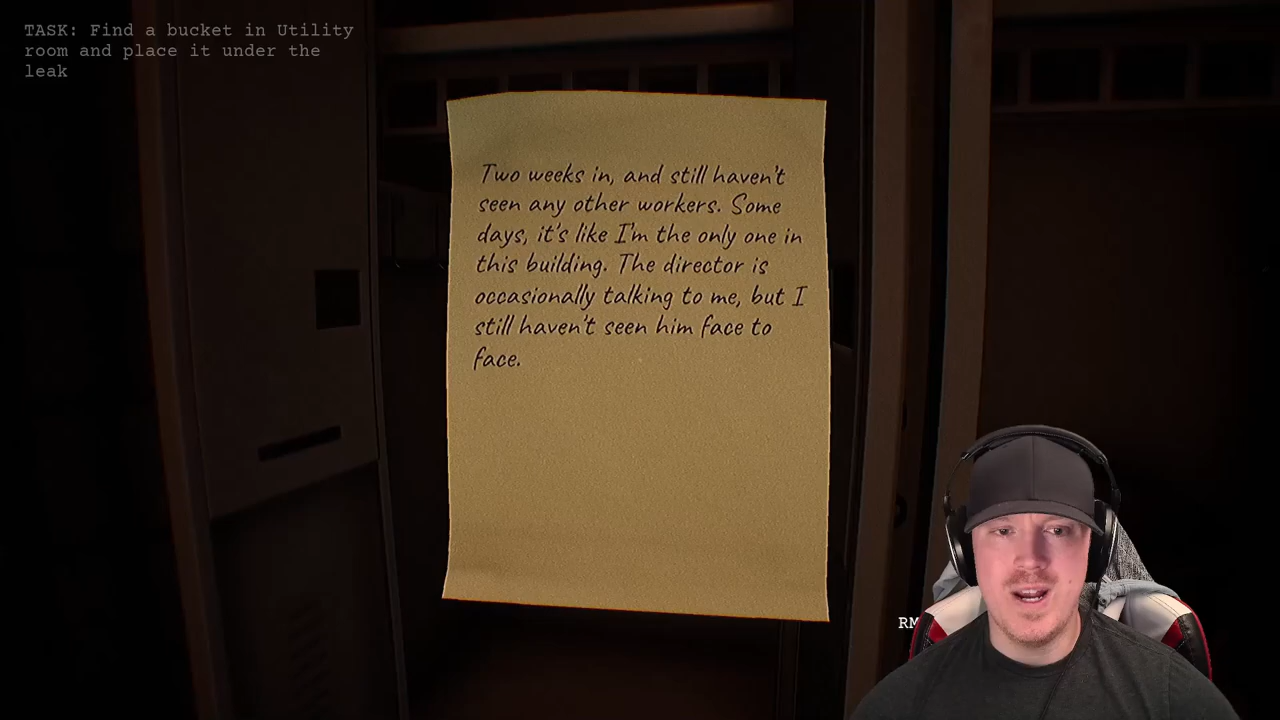 TASK: Find a bucket in Utility
room and place it under the
leak
Two weeks in, and still haven't
seen any other workers. Some
days, it's like I'm the only one in
this building. The director is
occasionally talking to me, but I
still haven't seen him face to
face.
RM